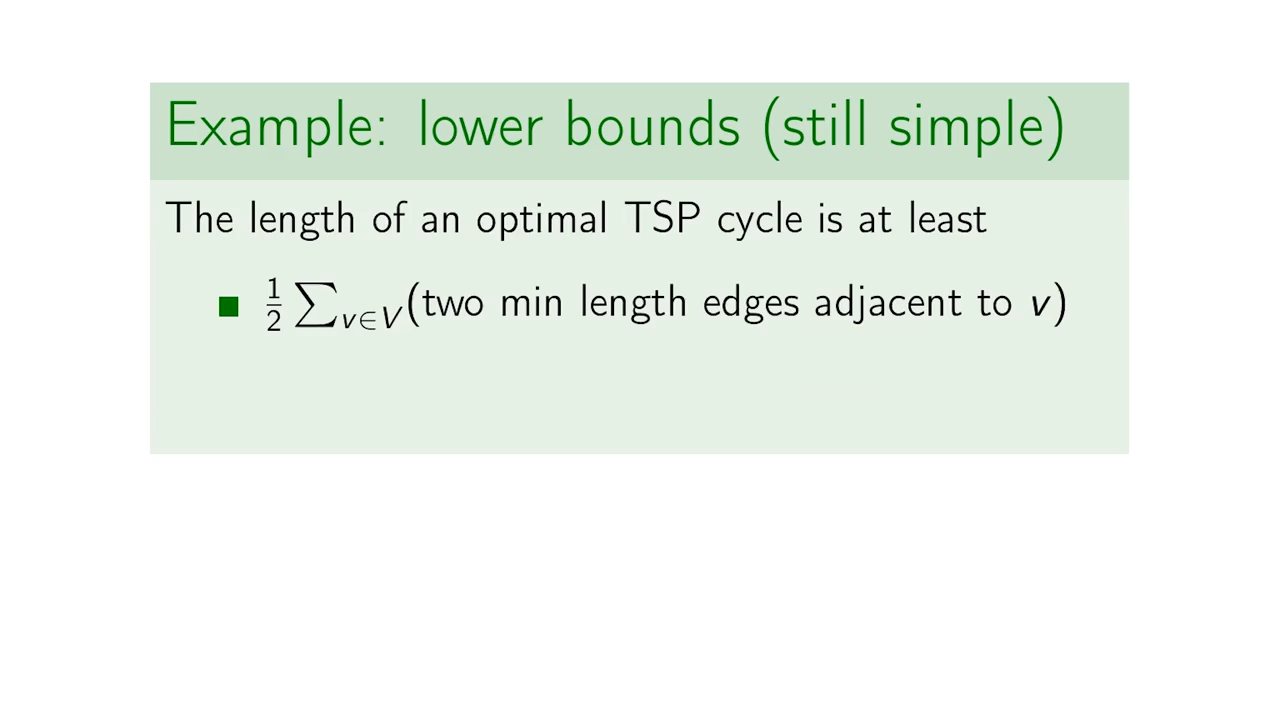 Example: lower bounds (still simple)
The length of an optimal TSP cycle is at least
■ ½ ∑_{v∈V}(two min length edges adjacent to v)